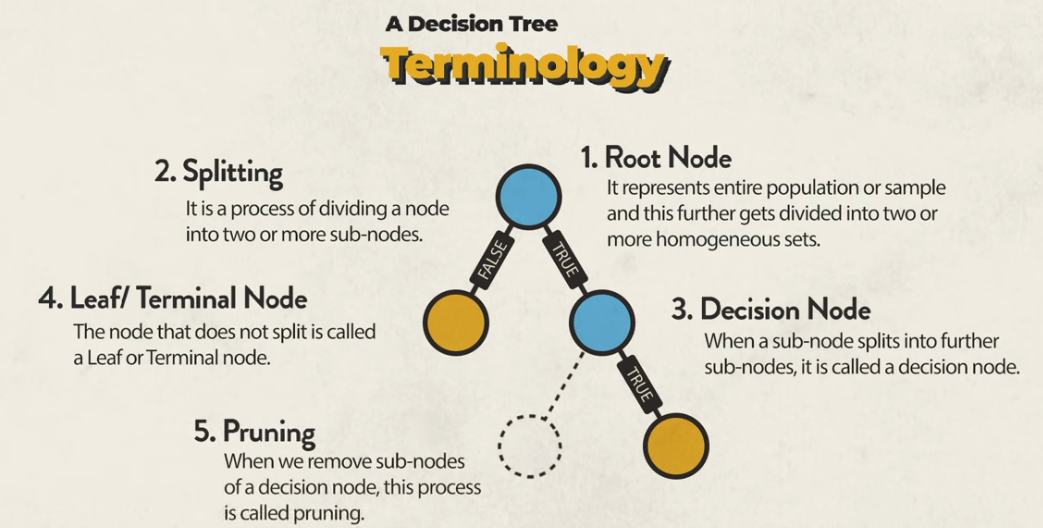 A Decision Tree
Terminology
1. Root Node
It represents entire population or sample
and this further gets divided into two or
more homogeneous sets.
2. Splitting
It is a process of dividing a node
into two or more sub-nodes.
FALSE
TRUE
3. Decision Node
When a sub-node splits into further
sub-nodes, it is called a decision node.
4. Leaf/ Terminal Node
The node that does not split is called
a Leaf or Terminal node.
TRUE
5. Pruning
When we remove sub-nodes
of a decision node, this process
is called pruning.